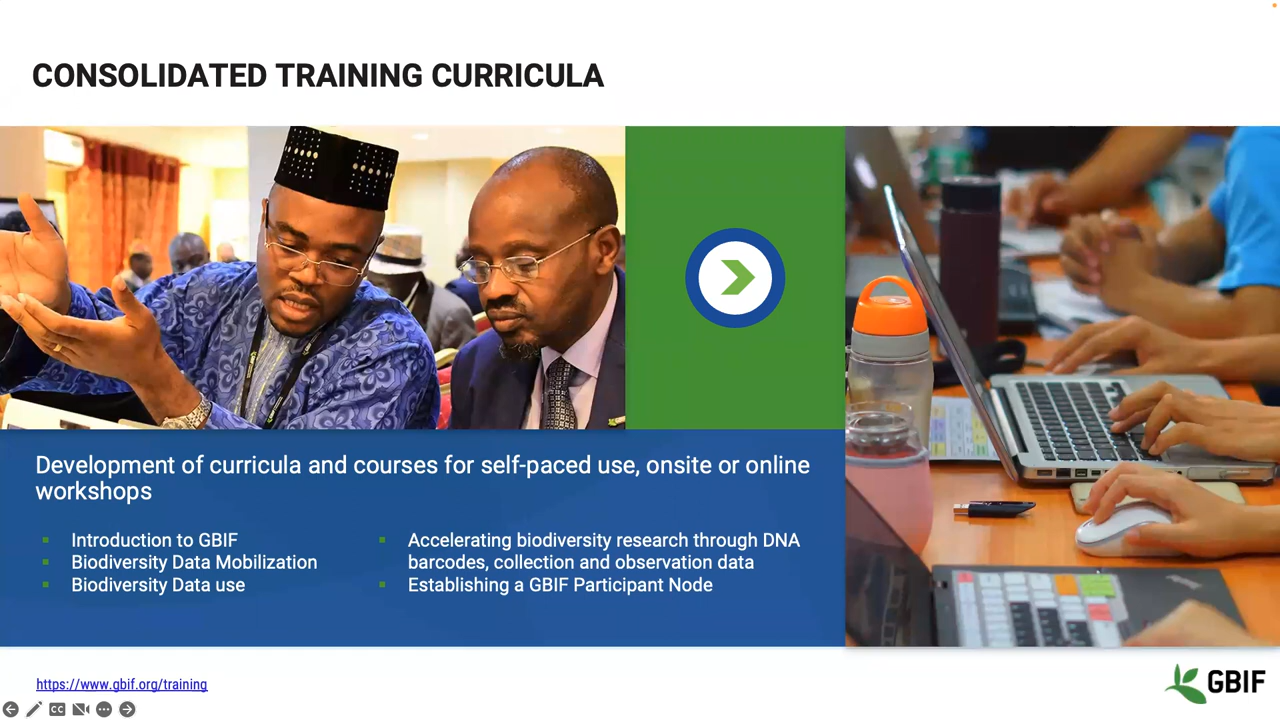 CONSOLIDATED TRAINING CURRICULA
Development of curricula and courses for self-paced use, onsite or online
workshops
Introduction to GBIF
Biodiversity Data Mobilization
Biodiversity Data use
Accelerating biodiversity research through DNA
barcodes, collection and observation data
Establishing a GBIF Participant Node
https://www.gbif.org/training
GBIF
CC